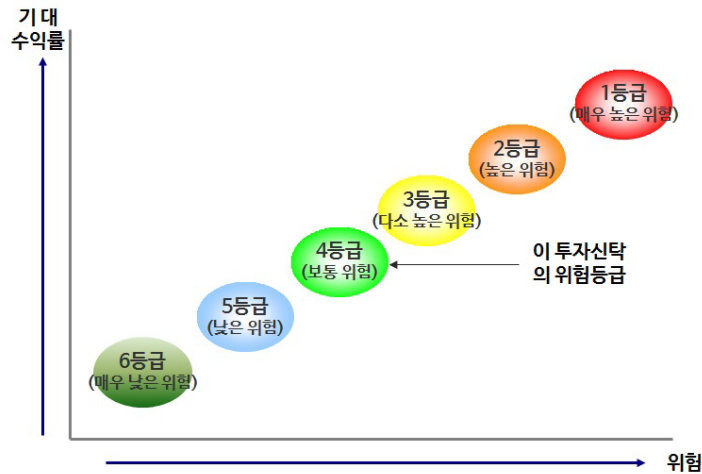 기 대
수익률
1등급
(매우 높은 위험)
2등급
(높은 위험)
3등급
(다소 높은 위험)
4등급
(보통 위험)
이 투자신탁
의 위험등급
5등급
(낮은 위험)
6등급
(매우 낮은 위험)
위험